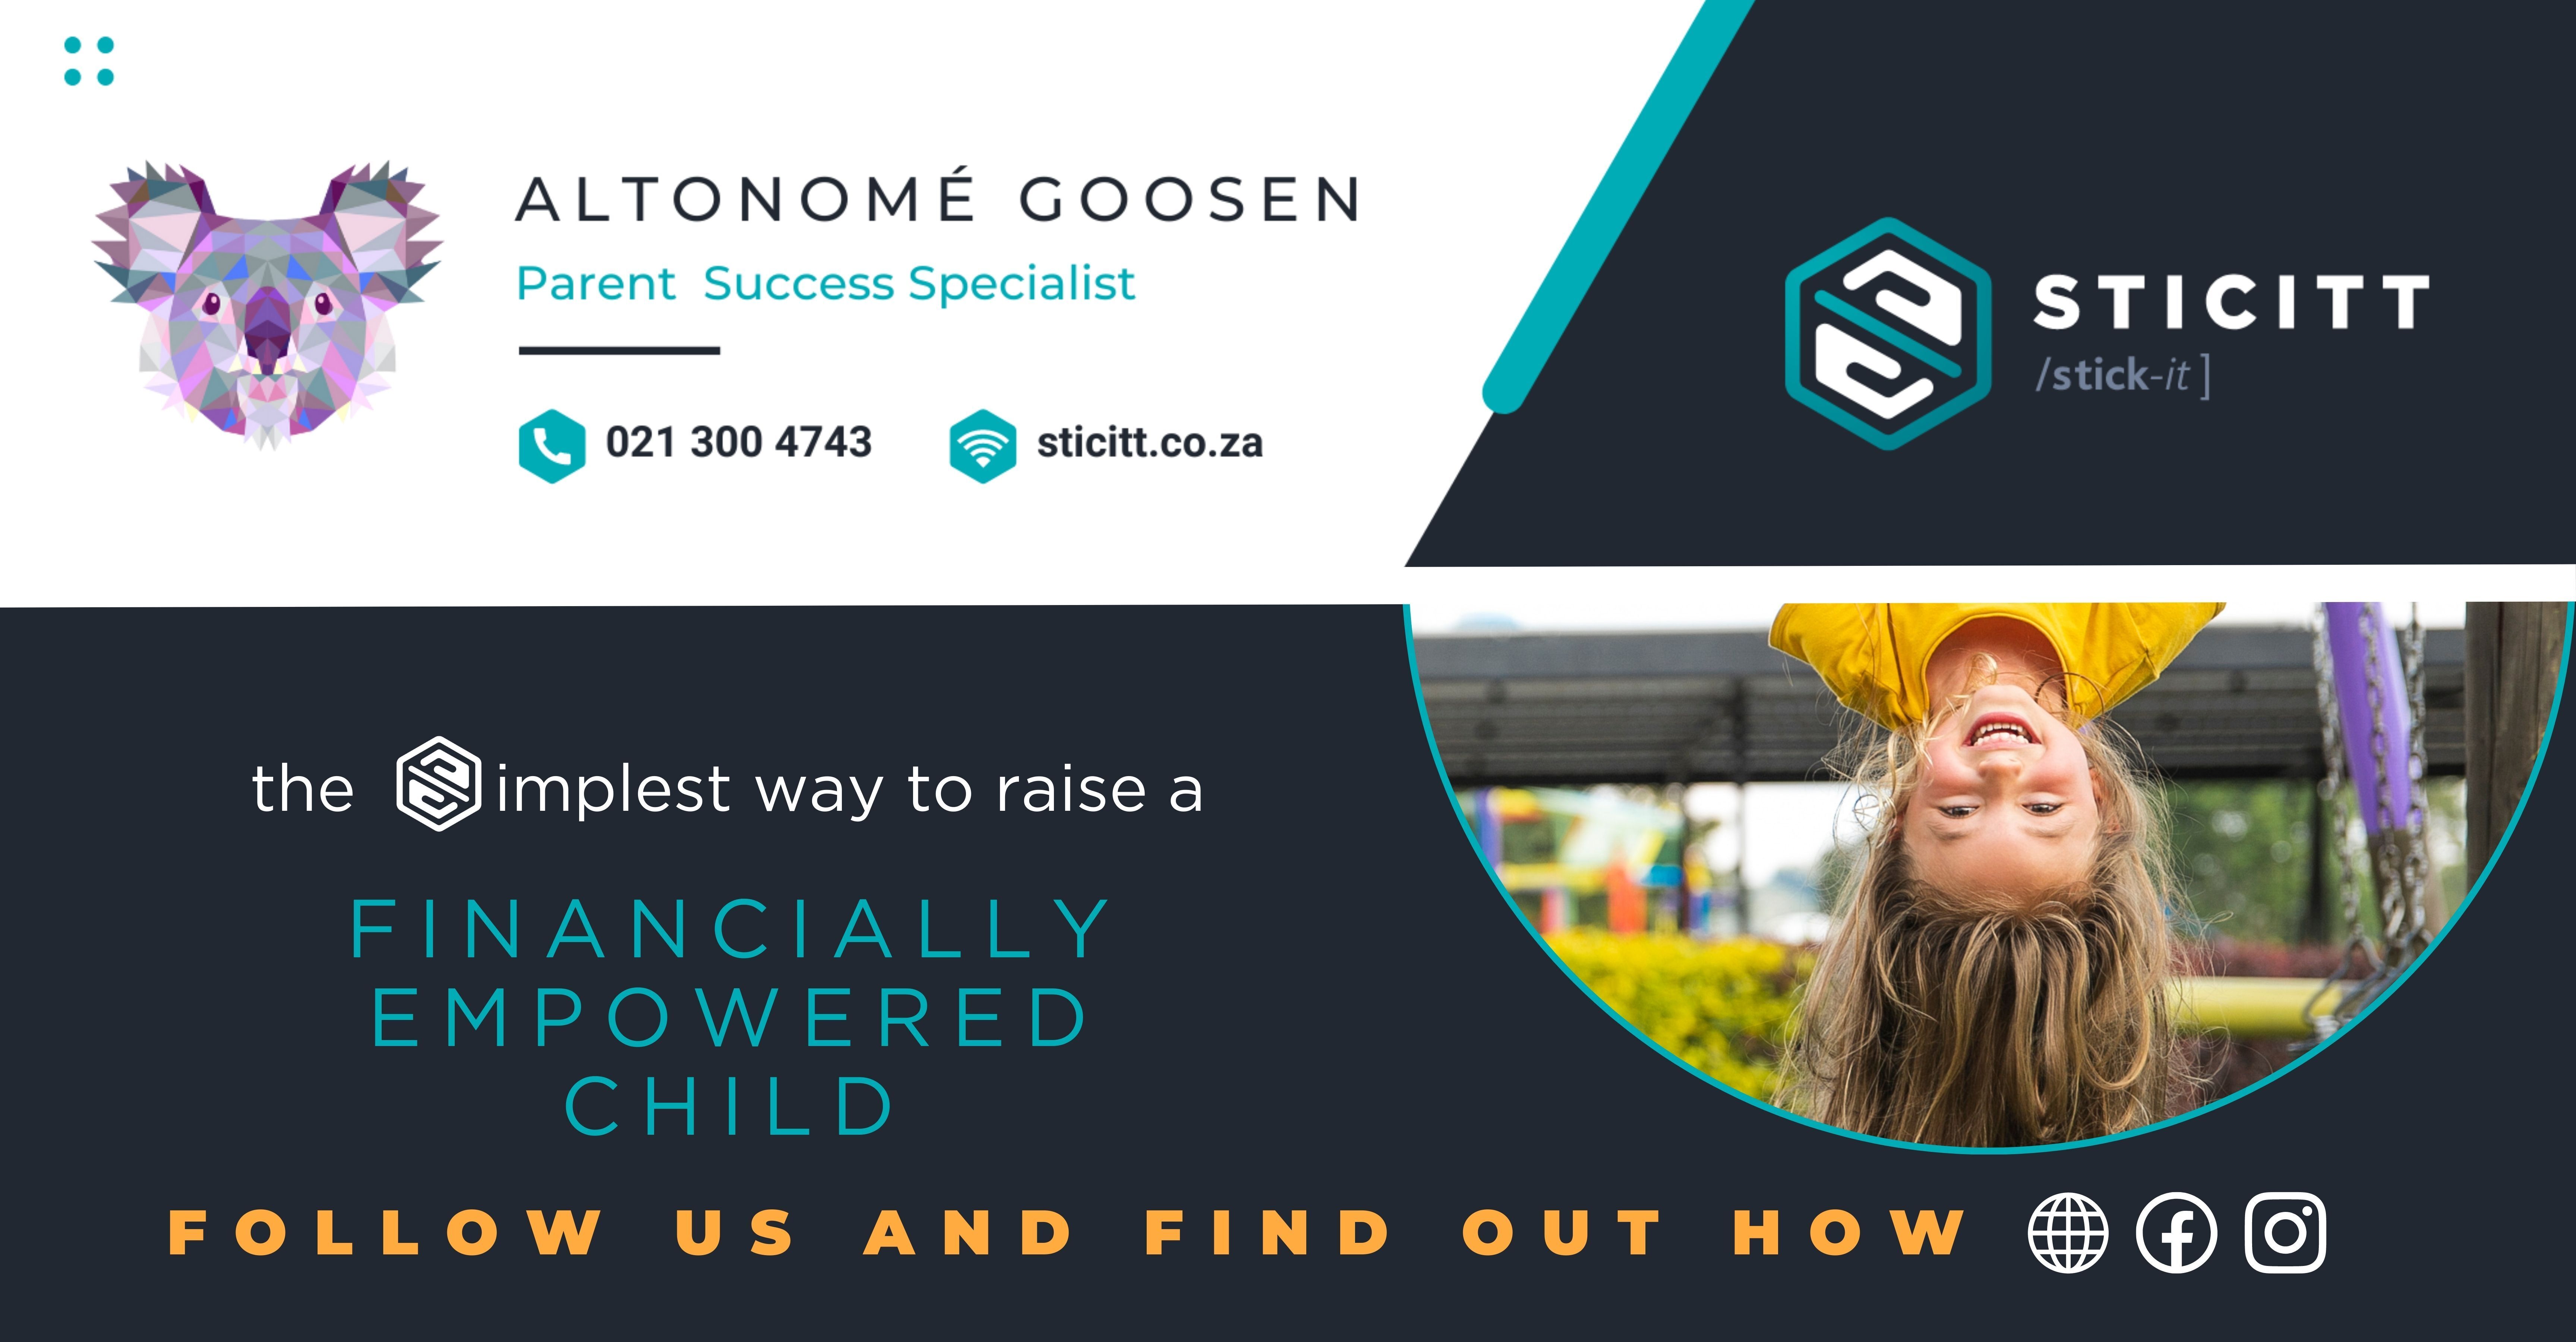 ALTONOMÉ GOOSEN
Parent Success Specialist
021 300 4743 sticitt.co.za
STICITT
/stick-it]
the Simplest way to raise a
FINANCIALLY
EMPOWERED
CHILD
FOLLOW US AND FIND OUT HOW